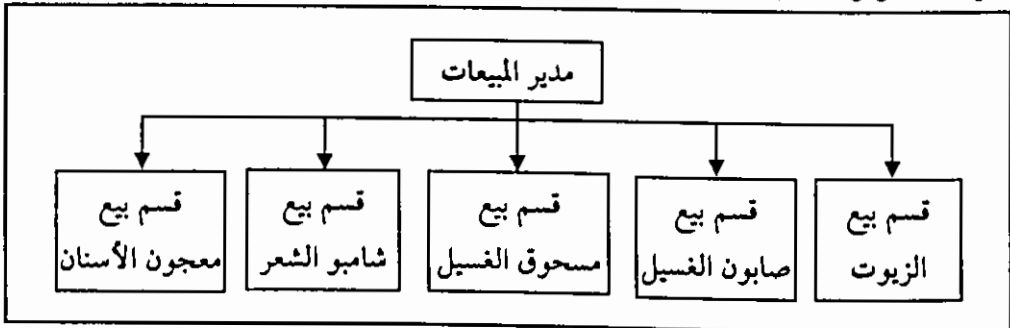 مدير المبيعات
قسم بيع
الزيوت
قسم بيع
صابون الغسيل
قسم بيع
مسحوق الغسيل
قسم بيع
شامبو الشعر
قسم بيع
معجون الأسنان